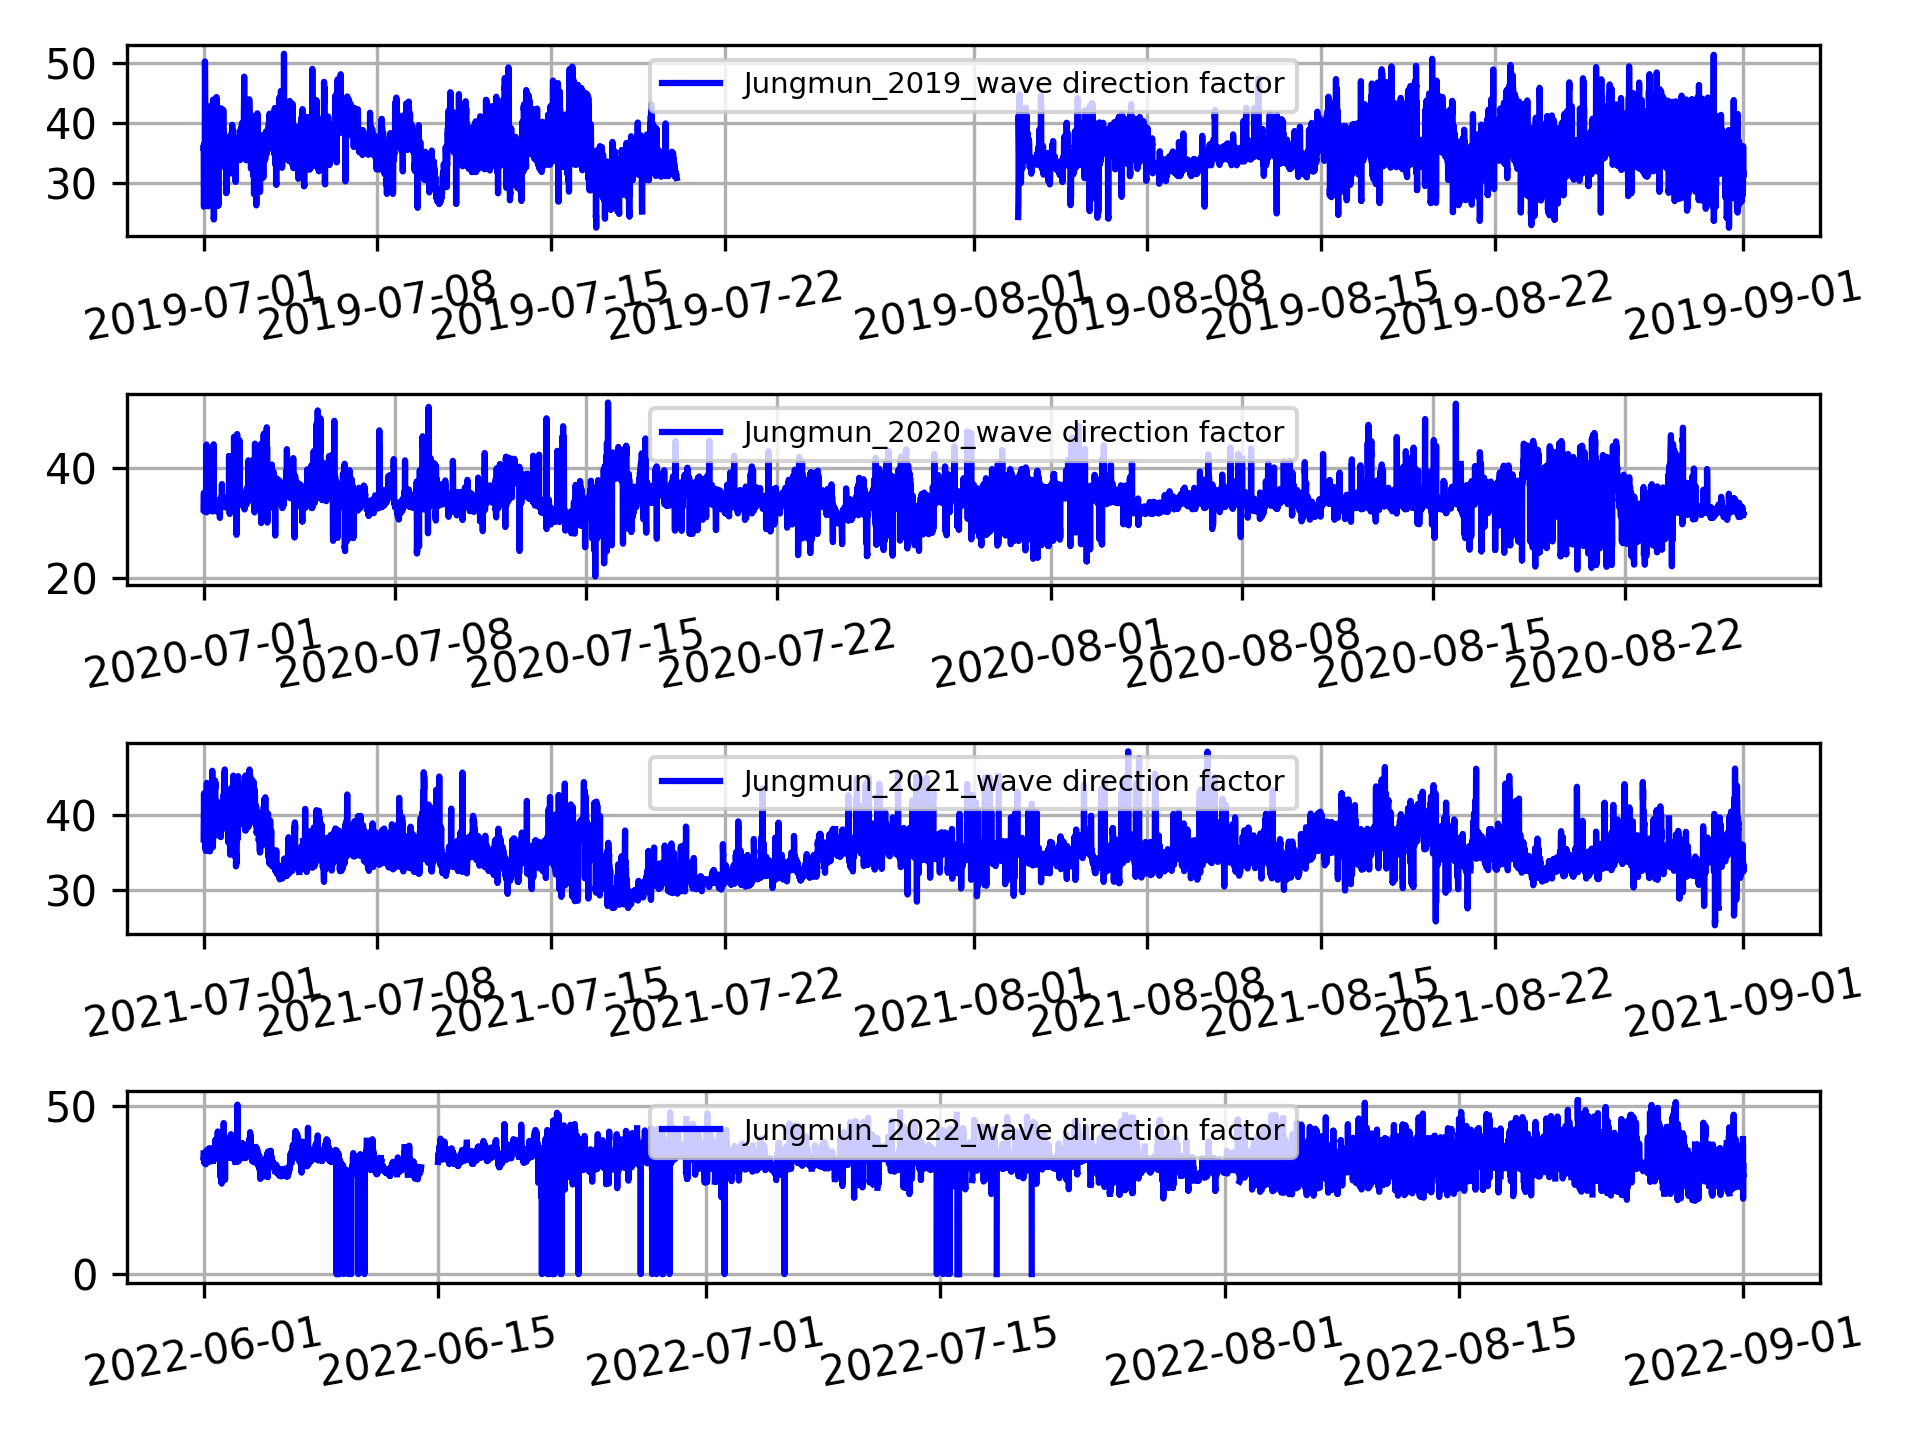 Jungmun_2019_wave direction factor
50
40
30
2019-07-01 2019-07-08 2019-07-15 2019-07-22 2019-08-01 2019-08-08 2019-08-15 2019-08-22 2019-09-01
Jungmun_2020_wave direction factor
40
20
2020-07-01 2020-07-08 2020-07-15 2020-07-22 2020-08-01 2020-08-08 2020-08-15 2020-08-22
Jungmun_2021_wave direction factor
40
30
2021-07-01 2021-07-08 2021-07-15 2021-07-22 2021-08-01 2021-08-08 2021-08-15 2021-08-22 2021-09-01
Jungmun_2022_wave direction factor
50
0
2022-06-01 2022-06-15 2022-07-01 2022-07-15 2022-08-01 2022-08-15 2022-09-01